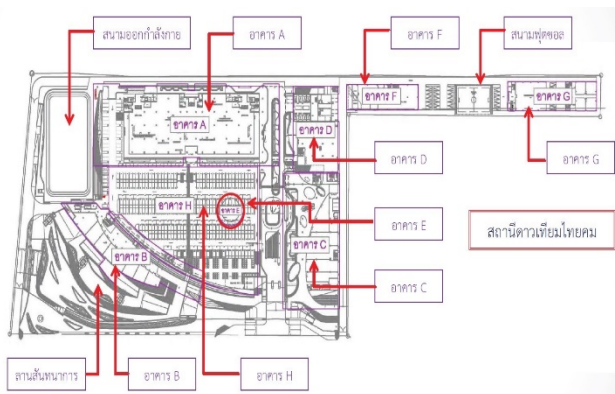 สนามออกกำลังกาย
อาคาร A
อาคาร F
สนามฟุตซอล
อาคาร A
อาคาร D
อาคาร F
อาคาร G
อาคาร D
อาคาร G
อาคาร H
อาคาร E
สถานีดาวเทียมไทยคม
อาคาร B
อาคาร C
อาคาร C
ลานสันทนาการ
อาคาร B
อาคาร H